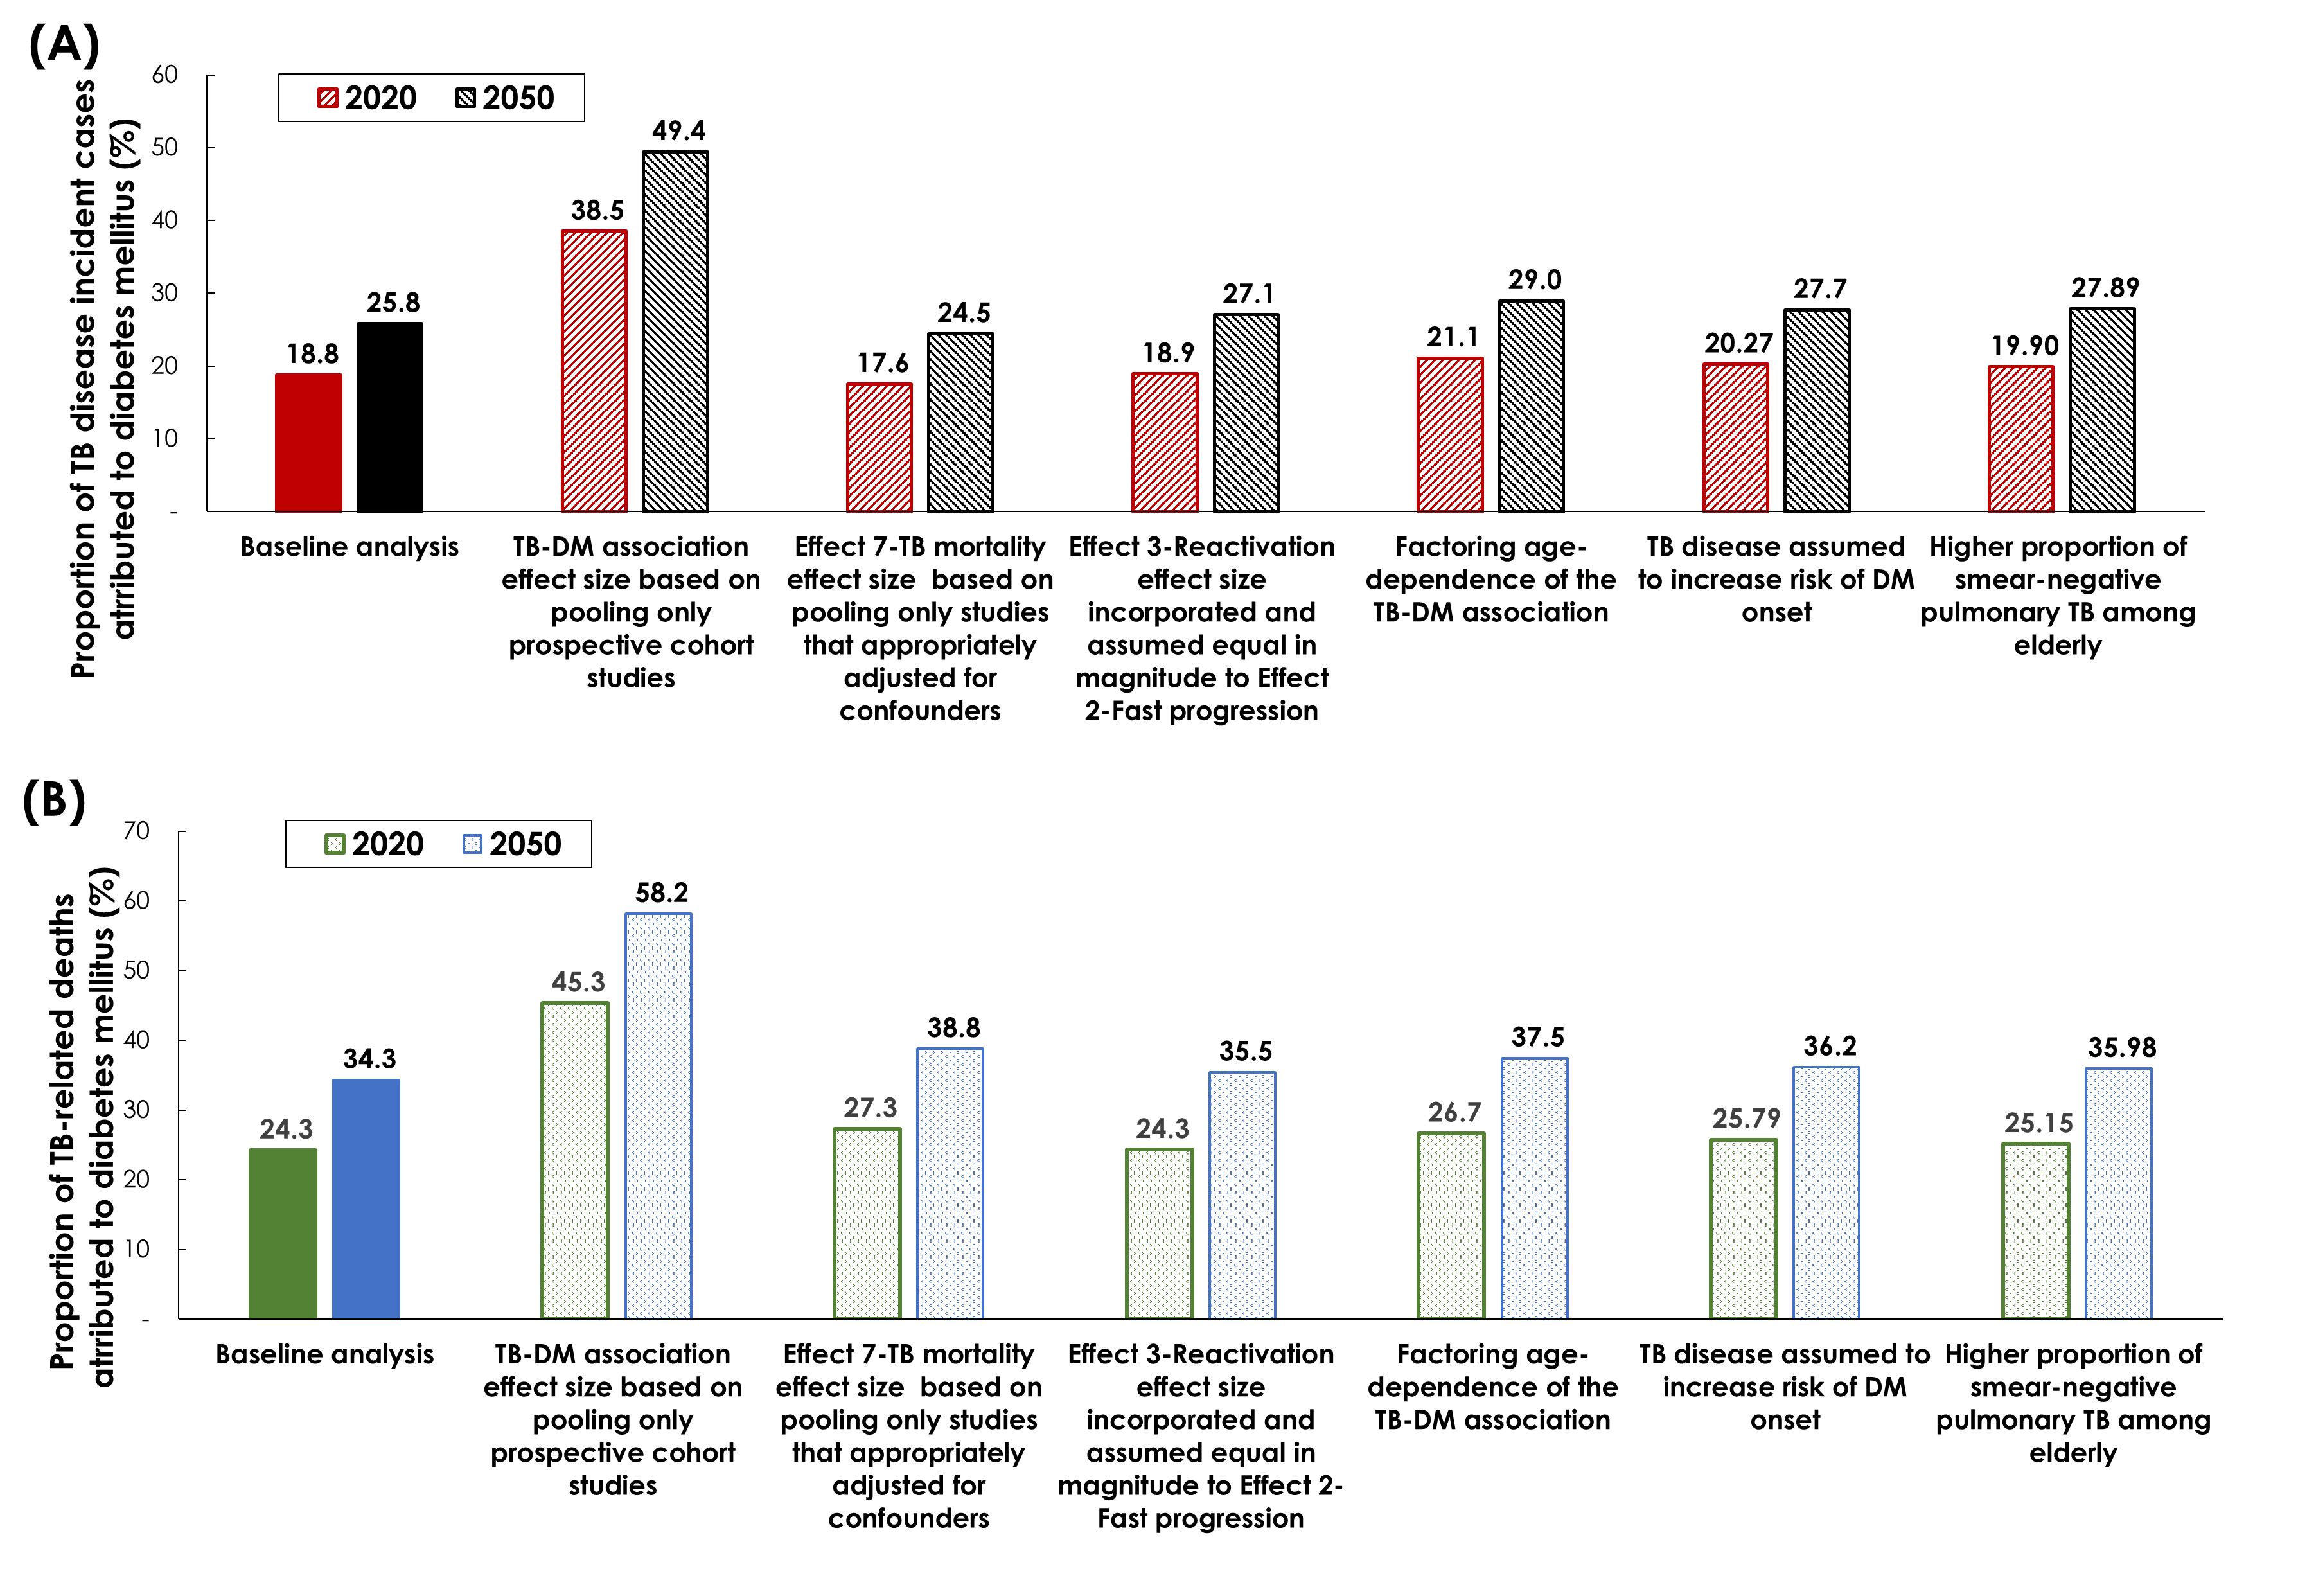 (A)
Proportion of TB disease incident cases
atrributed to diabetes mellitus (%)
60
50
40
30
20
10
-
2020 2050
18.8 25.8
38.5 49.4
17.6 24.5
18.9 27.1
21.1 29.0
20.27 27.7
19.90 27.89
Baseline analysis
TB-DM association
effect size based on
pooling only
prospective cohort
studies
Effect 7-TB mortality
effect size based on
pooling only studies
that appropriately
adjusted for
confounders
Effect 3-Reactivation
effect size
incorporated and
assumed equal in
magnitude to Effect
2-Fast progression
Factoring age-
dependence of the
TB-DM association
TB disease assumed
to increase risk of DM
onset
Higher proportion of
smear-negative
pulmonary TB among
elderly
(B)
Proportion of TB-related deaths
atrributed to diabetes mellitus (%)
70
60
50
40
30
20
10
-
2020 2050
24.3 34.3
45.3 58.2
27.3 38.8
24.3 35.5
26.7 37.5
25.79 36.2
25.15 35.98
Baseline analysis
TB-DM association
effect size based on
pooling only
prospective cohort
studies
Effect 7-TB mortality
effect size based on
pooling only studies
that appropriately
adjusted for
confounders
Effect 3-Reactivation
effect size
incorporated and
assumed equal in
magnitude to Effect 2-
Fast progression
Factoring age-
dependence of the
TB-DM association
TB disease assumed to
increase risk of DM
onset
Higher proportion of
smear-negative
pulmonary TB among
elderly